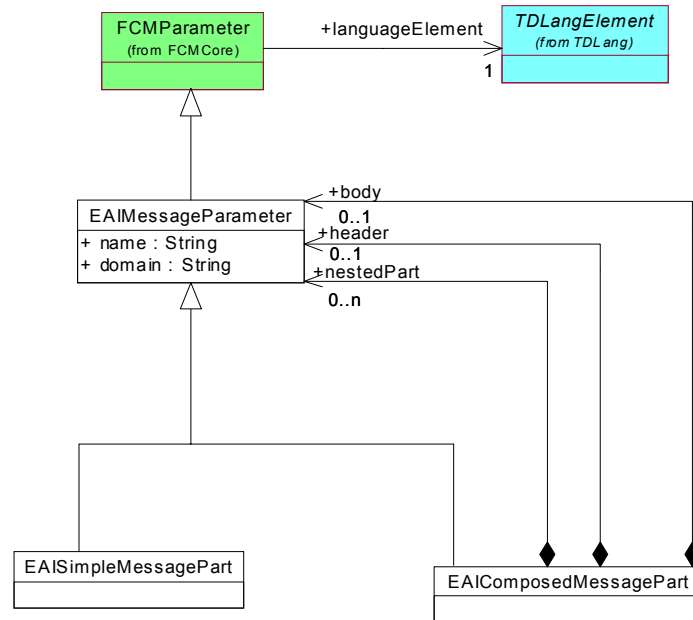 FCMParameter
(from FCMCore)
+languageElement
1
TDLangElement
(from TDLang)
EAIMessageParameter
+ name : String
+ domain : String
+body
0..1
+header
0..1
+nestedPart
0..n
EAISimpleMessagePart
EAIComposedMessagePart